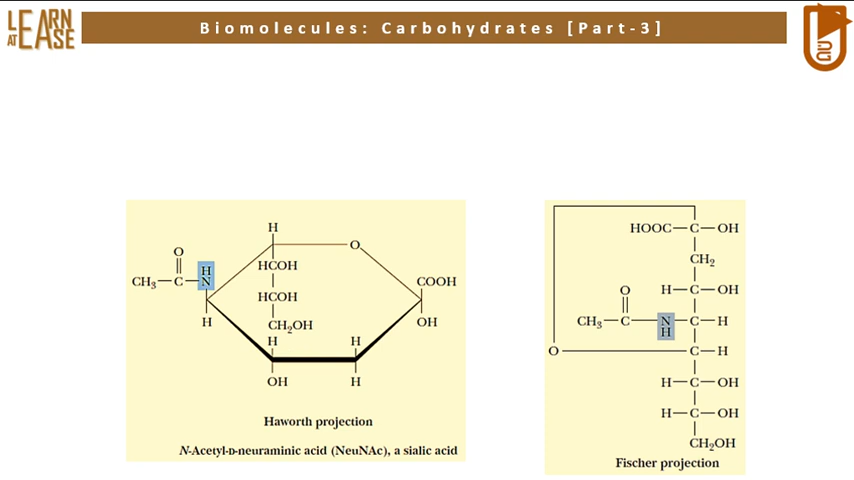 LEARN
AT EASE
Biomolecules: Carbohydrates [Part-3]
H
O
O
H
HCOH
CH₃—C—N
COOH
HCOH
H
CH₂OH
OH
H
H
OH
H
Haworth projection
N-Acetyl-D-neuraminic acid (NeuNAc), a sialic acid
HOOC—C—OH
CH₂
H—C—OH
O
CH₃—C—N—C—H
H
O
C—H
H—C—OH
H—C—OH
CH₂OH
Fischer projection